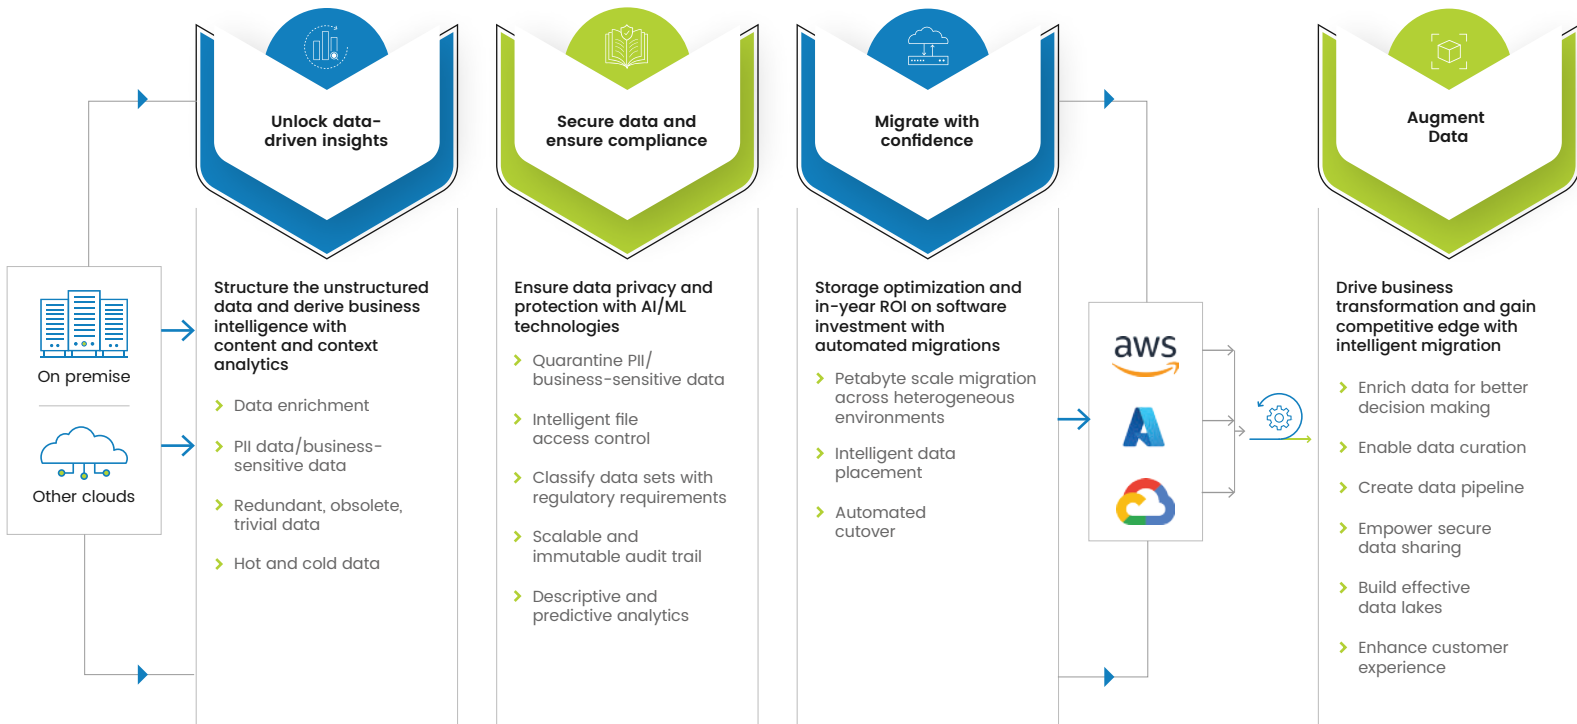 On premise
Other clouds
Unlock data-
driven insights
Structure the unstructured
data and derive business
intelligence with
content and context
analytics
Data enrichment
PII data/business-
sensitive data
Redundant, obsolete,
trivial data
Hot and cold data
Secure data and
ensure compliance
Ensure data privacy and
protection with AI/ML
technologies
Quarantine PII/
business-sensitive data
Intelligent file
access control
Classify data sets with
regulatory requirements
Scalable and
immutable audit trail
Descriptive and
predictive analytics
Migrate with
confidence
Storage optimization and
in-year ROI on software
investment with
automated migrations
Petabyte scale migration
across heterogeneous
environments
Intelligent data
placement
Automated
cutover
aws
Augment
Data
Drive business
transformation and gain
competitive edge with
intelligent migration
Enrich data for better
decision making
Enable data curation
Create data pipeline
Empower secure
data sharing
Build effective
data lakes
Enhance customer
experience